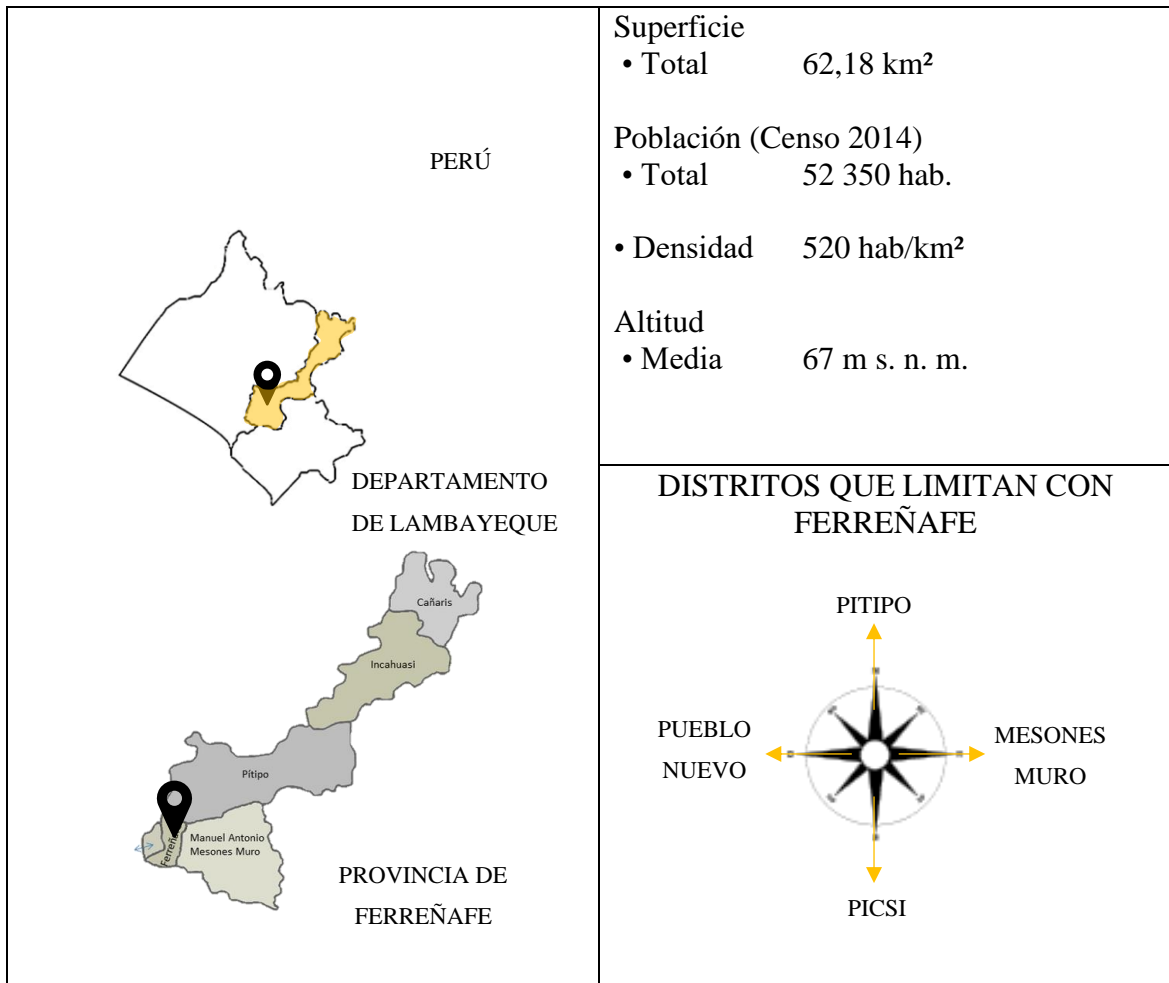 PERÚ
DEPARTAMENTO
DE LAMBAYEQUE
Cañaris
Incahuasi
Pítipo
Manuel Antonio
Mesones Muro
PROVINCIA DE
FERREÑAFE
Superficie
• Total 62,18 km²
Población (Censo 2014)
• Total 52 350 hab.
• Densidad 520 hab/km²
Altitud
• Media 67 m s. n. m.
DISTRITOS QUE LIMITAN CON
FERREÑAFE
PITIPO
PUEBLO
NUEVO
MESONES
MURO
PICSI